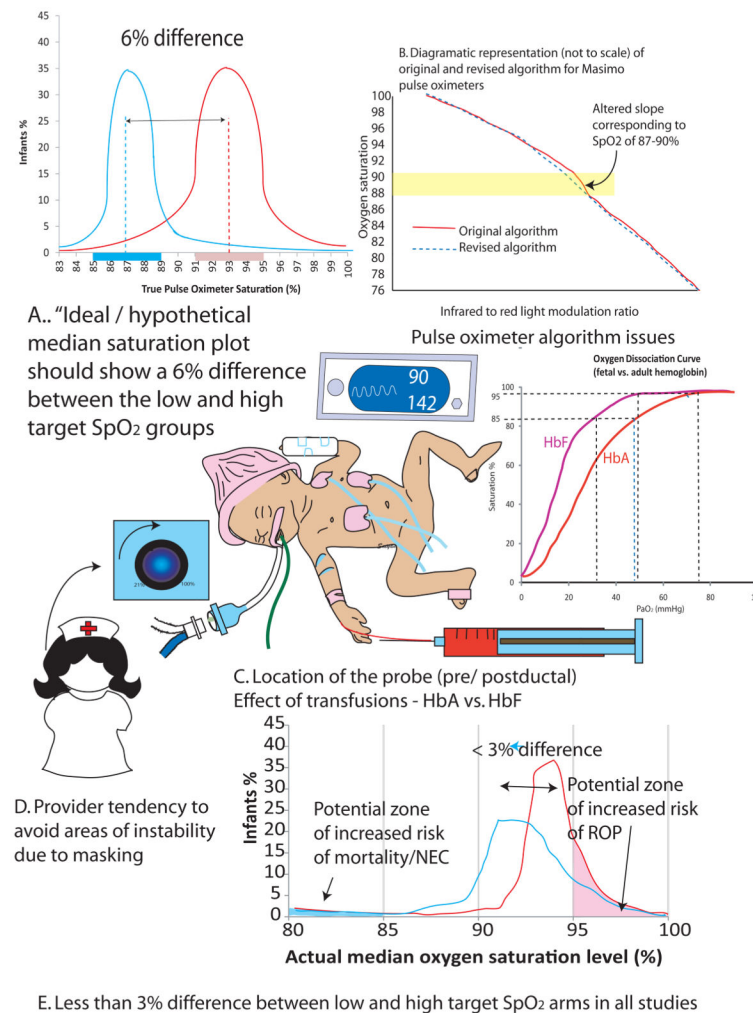 6% difference
45
40
35
30
25
20
15
10
5
0
Infants %
83 84 85 86 87 88 89 90 91 92 93 94 95 96 97 98 99 100
True Pulse Oximeter Saturation (%)
A.. "Ideal / hypothetical
median saturation plot
should show a 6% difference
between the low and high
target SpO2 groups
B. Diagramatic representation (not to scale) of
original and revised algorithm for Masimo
pulse oximeters
100
98
96
94
92
90
88
86
84
82
80
78
76
Oxygen saturation
Altered slope
corresponding to
SpO2 of 87-90%
Original algorithm
Revised algorithm
Infrared to red light modulation ratio
Pulse oximeter algorithm issues
90
142
Oxygen Dissociation Curve
(fetal vs. adult hemoglobin)
100
95
85
80
60
40
20
0
Saturation %
HbF
HbA
0 20 40 60 80
PaO2 (mmHg)
21% 100%
C. Location of the probe (pre/ postductal)
Effect of transfusions - HbA vs. HbF
D. Provider tendency to
avoid areas of instability
due to masking
45
40
35
30
25
20
15
10
5
0
Infants %
< 3% difference
Potential zone
of increased risk
of mortality/NEC
Potential zone
of increased risk
of ROP
80 85 90 95 100
Actual median oxygen saturation level (%)
E. Less than 3% difference between low and high target SpO2 arms in all studies